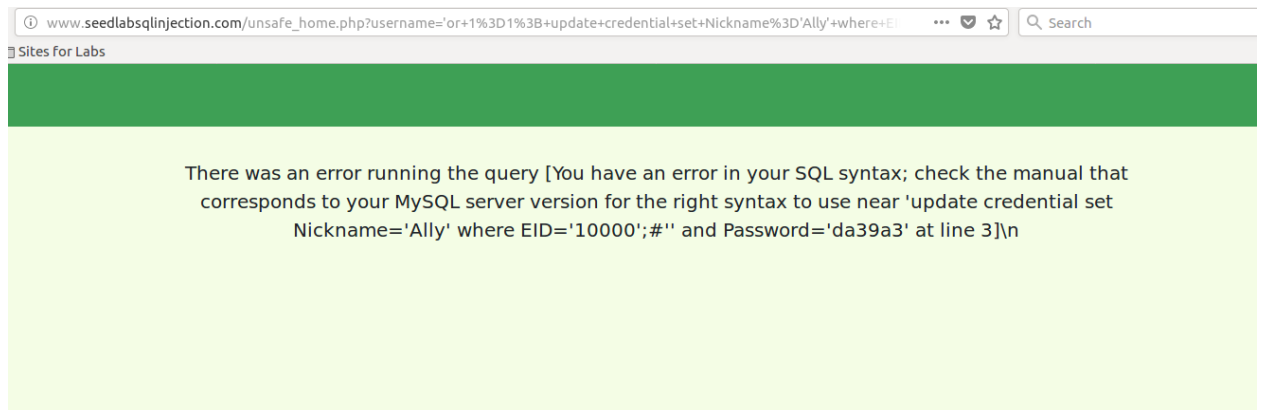 www.seedlabsqlinjection.com/unsafe_home.php?username='or+1%3D1%3B+update+credential+set+Nickname%3D'Ally'+where+EI
Search
Sites for Labs
There was an error running the query [You have an error in your SQL syntax; check the manual that
corresponds to your MySQL server version for the right syntax to use near 'update credential set
Nickname='Ally' where EID='10000';#'' and Password='da39a3' at line 3]\n